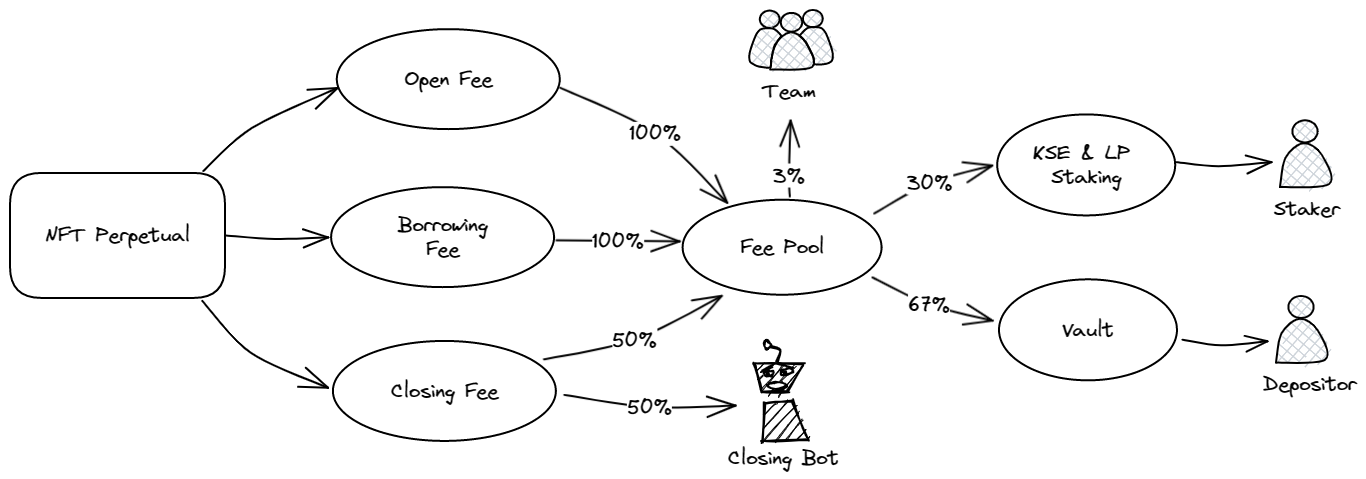 Open Fee
100%
Team
3%
30%
KSE & LP
Staking
Staker
NFT Perpetual
Borrowing
Fee
100%
Fee Pool
67%
Vault
Depositor
Closing Fee
50%
50%
Closing Bot